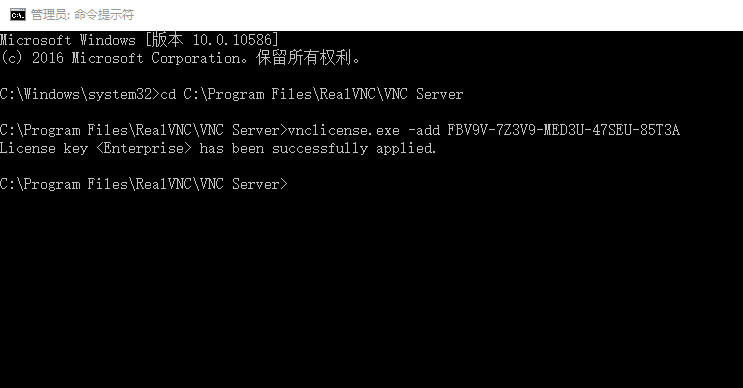 管理员: 命令提示符
Microsoft Windows [版本 10.0.10586]
(c) 2016 Microsoft Corporation。保留所有权利。
C:\Windows\system32>cd C:\Program Files\RealVNC\VNC Server
C:\Program Files\RealVNC\VNC Server>vnclicense.exe -add FBV9V-7Z3V9-MED3U-47SEU-85T3A
License key <Enterprise> has been successfully applied.
C:\Program Files\RealVNC\VNC Server>